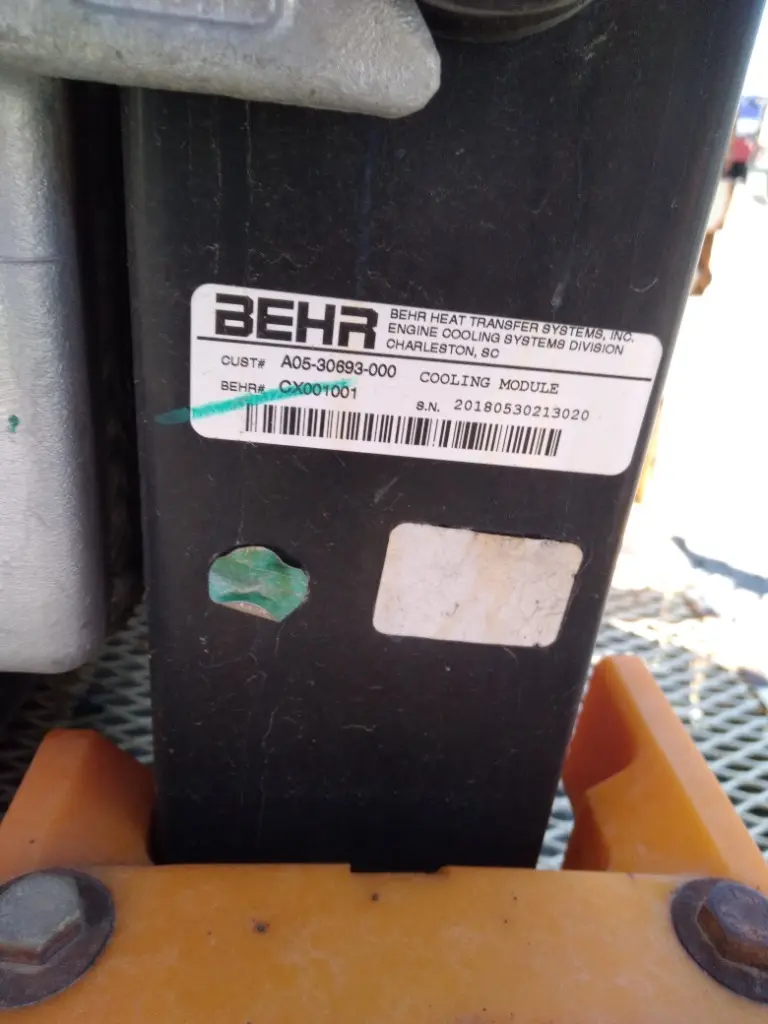 BEHR
BEHR HEAT TRANSFER SYSTEMS, INC.
ENGINE COOLING SYSTEMS DIVISION
CHARLESTON, SC
CUST# A05-30693-000 COOLING MODULE
BEHR# CX001001
S.N. 20180530213020